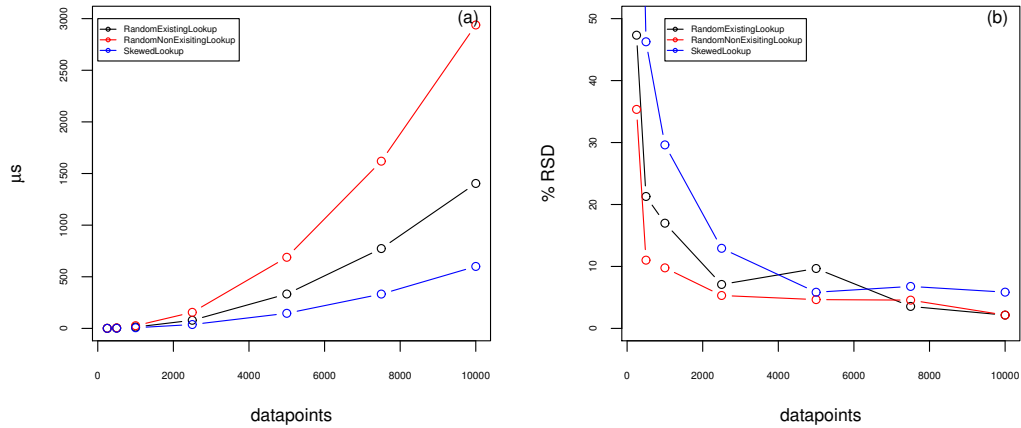 (a)
RandomExistingLookup
RandomNonExisitingLookup
SkewedLookup
µs
3000
2500
2000
1500
1000
500
0
0 2000 4000 6000 8000 10000
datapoints
(b)
RandomExistingLookup
RandomNonExisitingLookup
SkewedLookup
% RSD
50
40
30
20
10
0
0 2000 4000 6000 8000 10000
datapoints